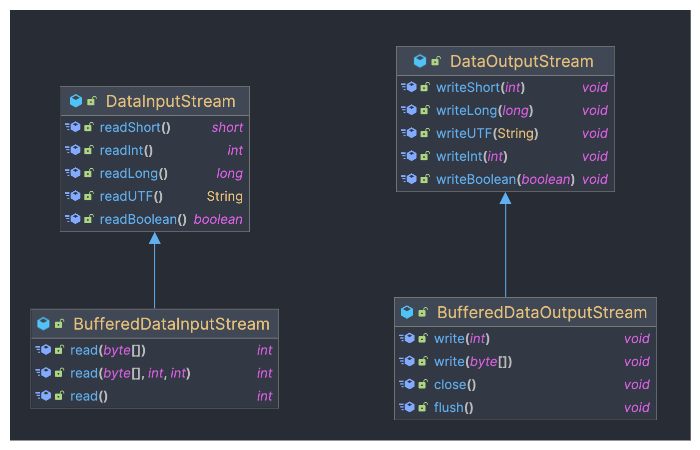 DataInputStream
readShort() short
readInt() int
readLong() long
readUTF() String
readBoolean() boolean
BufferedDataInputStream
read(byte[]) int
read(byte[], int, int) int
read() int
DataOutputStream
writeShort(int) void
writeLong(long) void
writeUTF(String) void
writeInt(int) void
writeBoolean(boolean) void
BufferedDataOutputStream
write(int) void
write(byte[]) void
close() void
flush() void